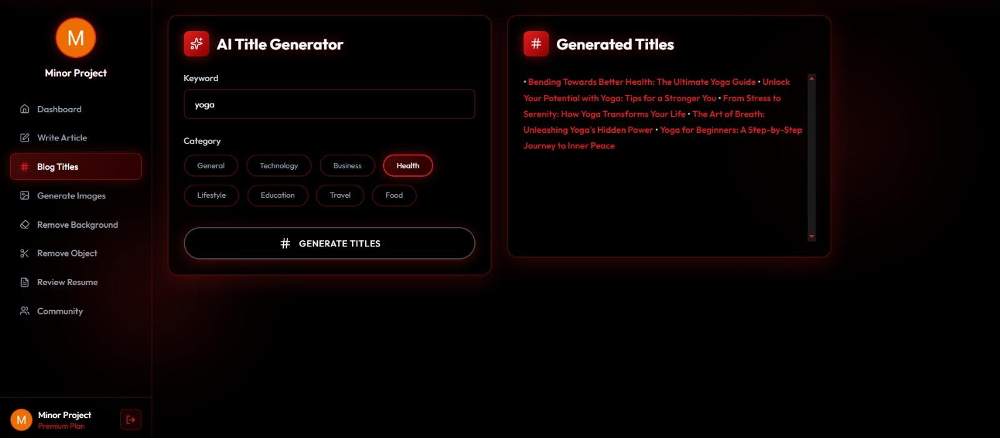 M
Minor Project
Dashboard
Write Article
# Blog Titles
Generate Images
Remove Background
Remove Object
Review Resume
Community
M
Minor Project
Premium Plan
AI Title Generator
Keyword
yoga
Category
General Technology Business Health
Lifestyle Education Travel Food
# GENERATE TITLES
# Generated Titles
• Bending Towards Better Health: The Ultimate Yoga Guide • Unlock
Your Potential with Yoga: Tips for a Stronger You • From Stress to
Serenity: How Yoga Transforms Your Life • The Art of Breath:
Unleashing Yoga's Hidden Power • Yoga for Beginners: A Step-by-Step
Journey to Inner Peace